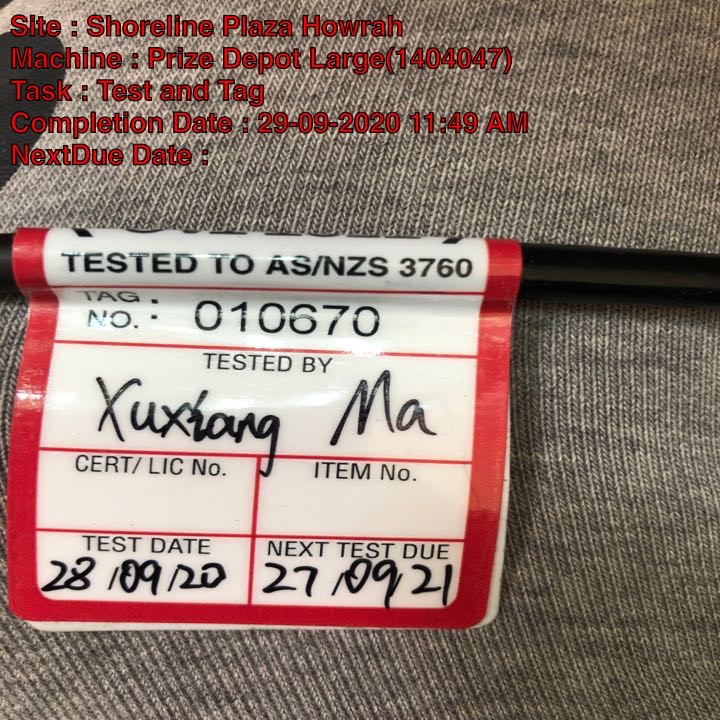 Site : Shoreline Plaza Howrah
Machine : Prize Depot Large(1404047)
Task : Test and Tag
Completion Date : 29-09-2020 11:49 AM
NextDue Date :
TESTED TO AS/NZS 3760
TAG NO. : 010670
TESTED BY
Xuxiang Ma
CERT/ LIC No. ITEM No.
TEST DATE NEXT TEST DUE
28/09/20 27/09/21